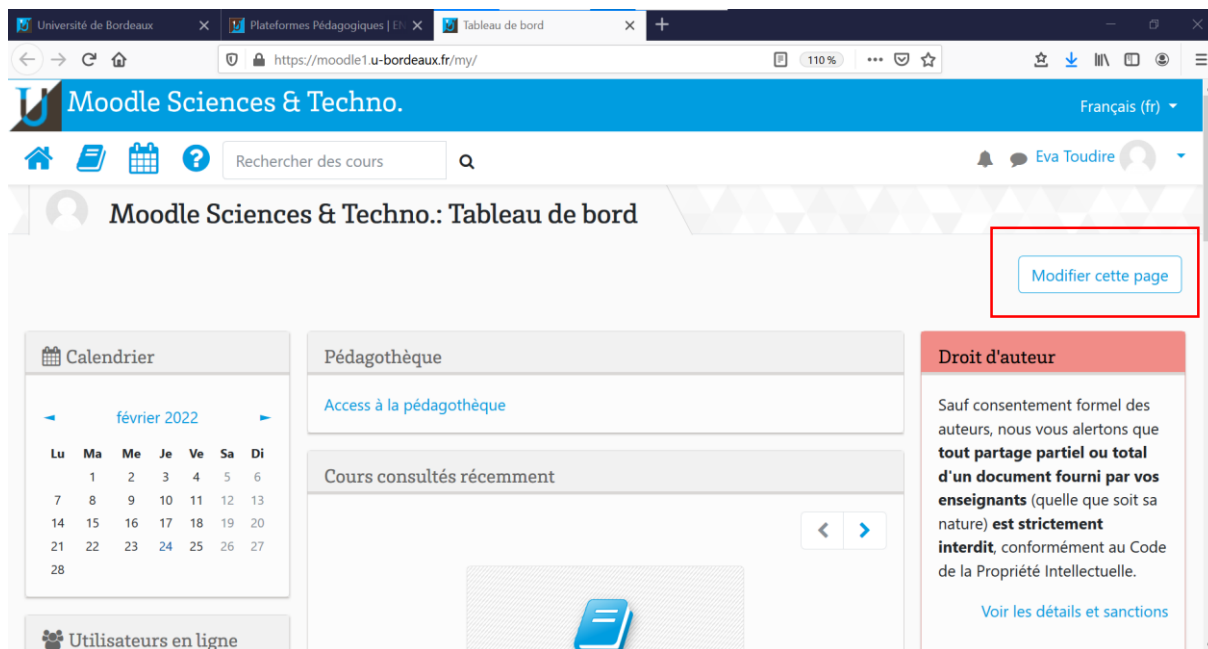 Université de Bordeaux
Plateformes Pédagogiques | EN
Tableau de bord
https://moodle1.u-bordeaux.fr/my/
110 %
Moodle Sciences & Techno.
Français (fr)
Rechercher des cours
Eva Toudire
Moodle Sciences & Techno.: Tableau de bord
Modifier cette page
Calendrier
février 2022
Lu Ma Me Je Ve Sa Di
1 2 3 4 5 6
7 8 9 10 11 12 13
14 15 16 17 18 19 20
21 22 23 24 25 26 27
28
Utilisateurs en ligne
Pédagothèque
Access à la pédagothèque
Cours consultés récemment
Droit d'auteur
Sauf consentement formel des
auteurs, nous vous alertons que
tout partage partiel ou total
d'un document fourni par vos
enseignants (quelle que soit sa
nature) est strictement
interdit, conformément au Code
de la Propriété Intellectuelle.
Voir les détails et sanctions